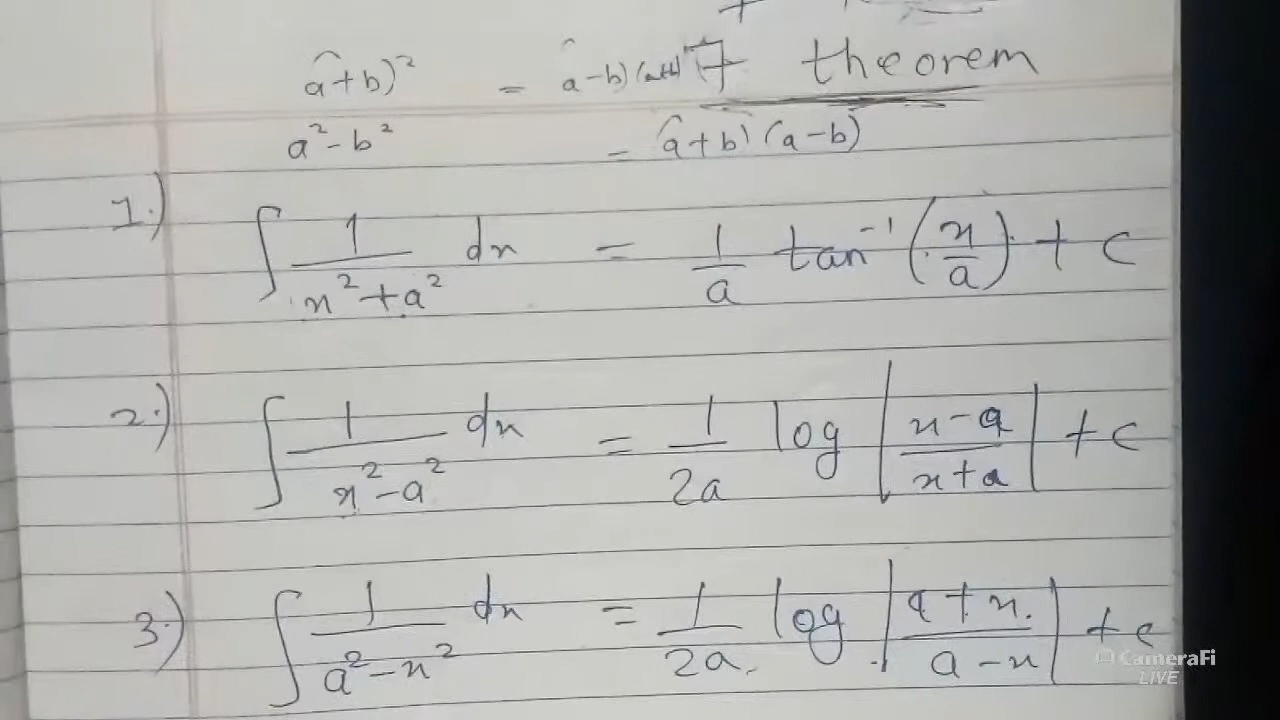 a+b)² = a-b) 7 theorem
a² - b² = (a+b) (a-b)
1.) ∫ 1/(x² + a²) dx = 1/a tan⁻¹ (x/a) + c
2.) ∫ 1/(x² - a²) dx = 1/2a log |(x-a)/(x+a)| + c
3.) ∫ 1/(a² - x²) dx = 1/2a log |(a+x)/(a-x)| + c
CameraFi
LIVE